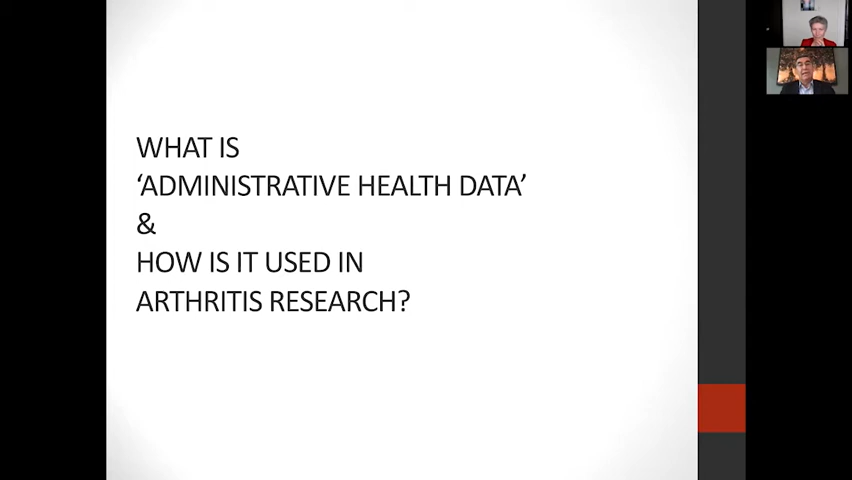 WHAT IS
‘ADMINISTRATIVE HEALTH DATA’
&
HOW IS IT USED IN
ARTHRITIS RESEARCH?